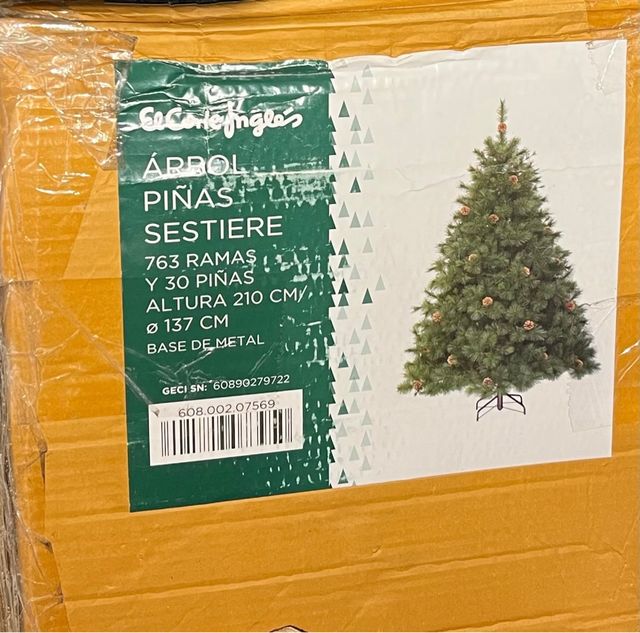 El Corte Inglés
ÁRBOL
PIÑAS
SESTIERE
763 RAMAS
Y 30 PIÑAS
ALTURA 210 CM/
ø 137 CM
BASE DE METAL
GECI SN: 60890279722
608.002.07569